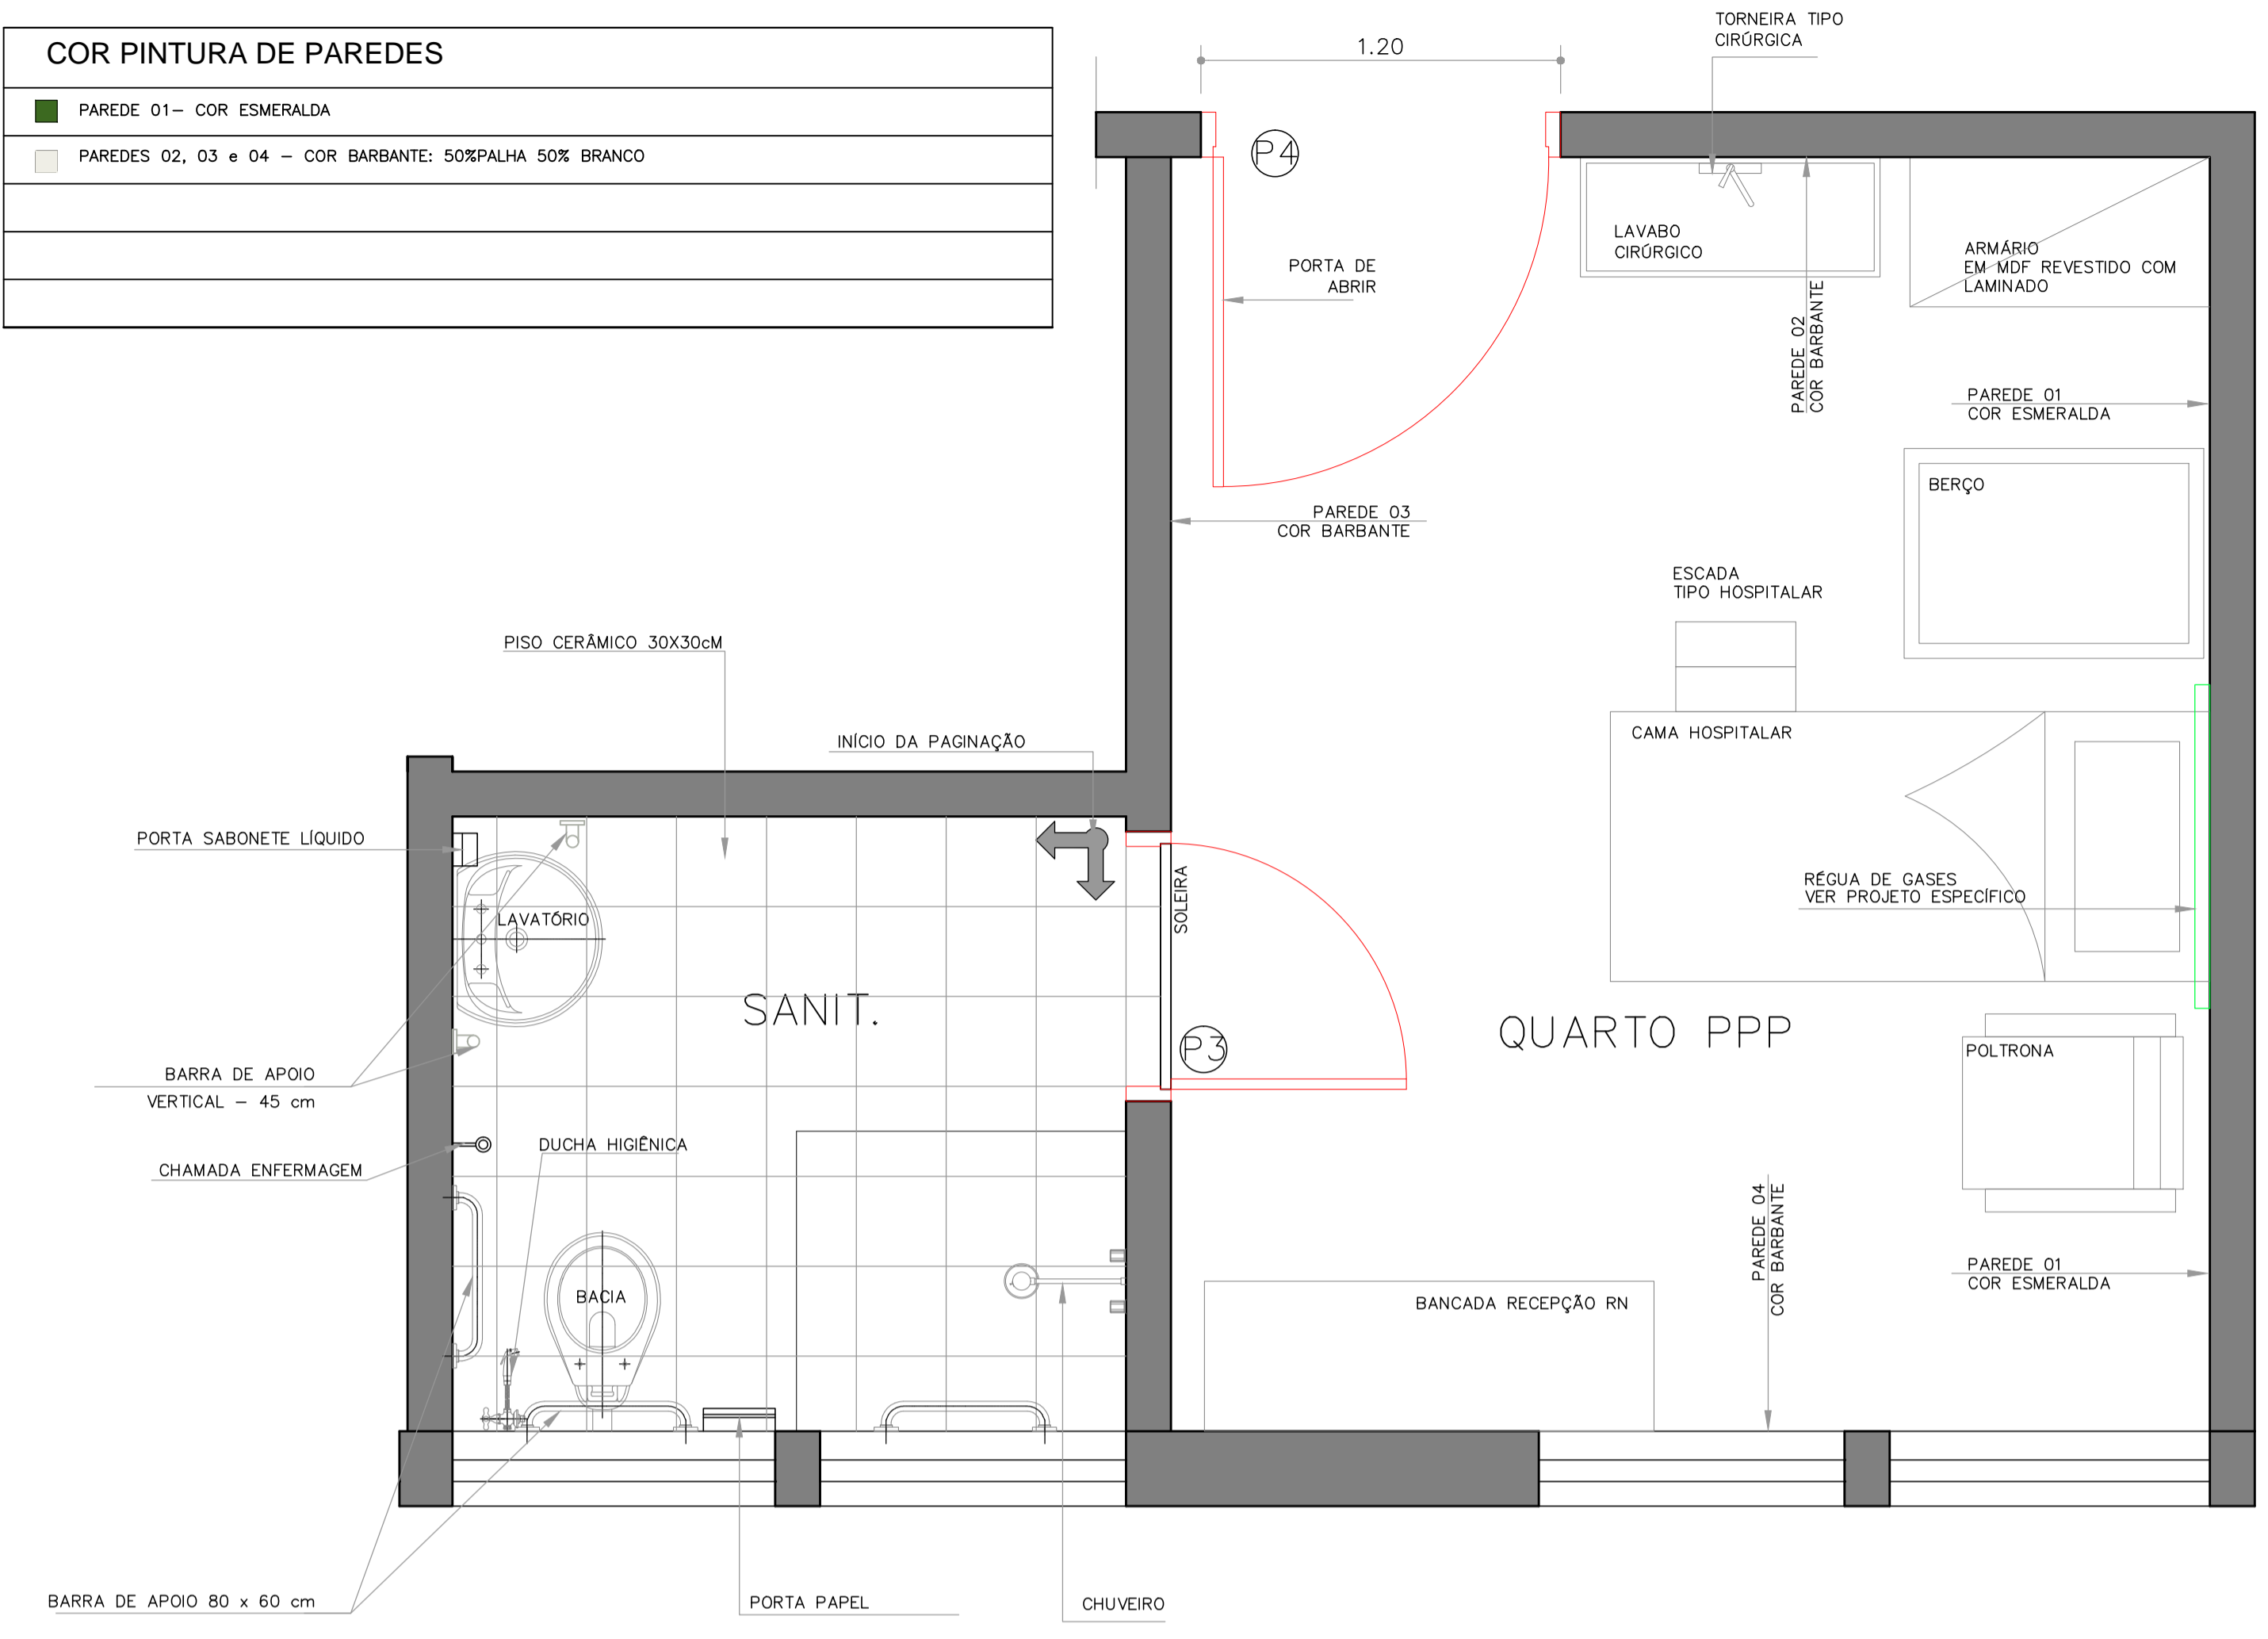 COR PINTURA DE PAREDES
PAREDE 01- COR ESMERALDA
PAREDES 02, 03 e 04 - COR BARBANTE: 50%PALHA 50% BRANCO
1.20
TORNEIRA TIPO
CIRÚRGICA
P4
LAVABO
CIRÚRGICO
ARMÁRIO
EM MDF REVESTIDO COM
LAMINADO
PORTA DE
ABRIR
PAREDE 02
COR BARBANTE
PAREDE 01
COR ESMERALDA
BERÇO
PAREDE 03
COR BARBANTE
ESCADA
TIPO HOSPITALAR
PISO CERÂMICO 30X30cM
INÍCIO DA PAGINAÇÃO
CAMA HOSPITALAR
PORTA SABONETE LÍQUIDO
SOLEIRA
RÉGUA DE GASES
VER PROJETO ESPECÍFICO
LAVATÓRIO
SANIT.
QUARTO PPP
P3
POLTRONA
BARRA DE APOIO
VERTICAL - 45 cm
DUCHA HIGIÊNICA
CHAMADA ENFERMAGEM
PAREDE 04
COR BARBANTE
PAREDE 01
COR ESMERALDA
BACIA
BANCADA RECEPÇÃO RN
BARRA DE APOIO 80 x 60 cm
PORTA PAPEL
CHUVEIRO